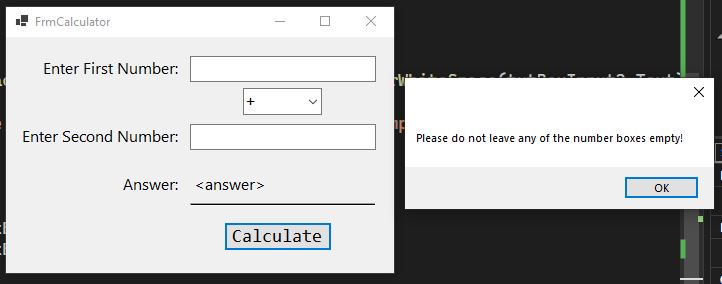 FrmCalculator
Enter First Number:
+
Enter Second Number:
Answer: <answer>
Calculate
Please do not leave any of the number boxes empty!
OK